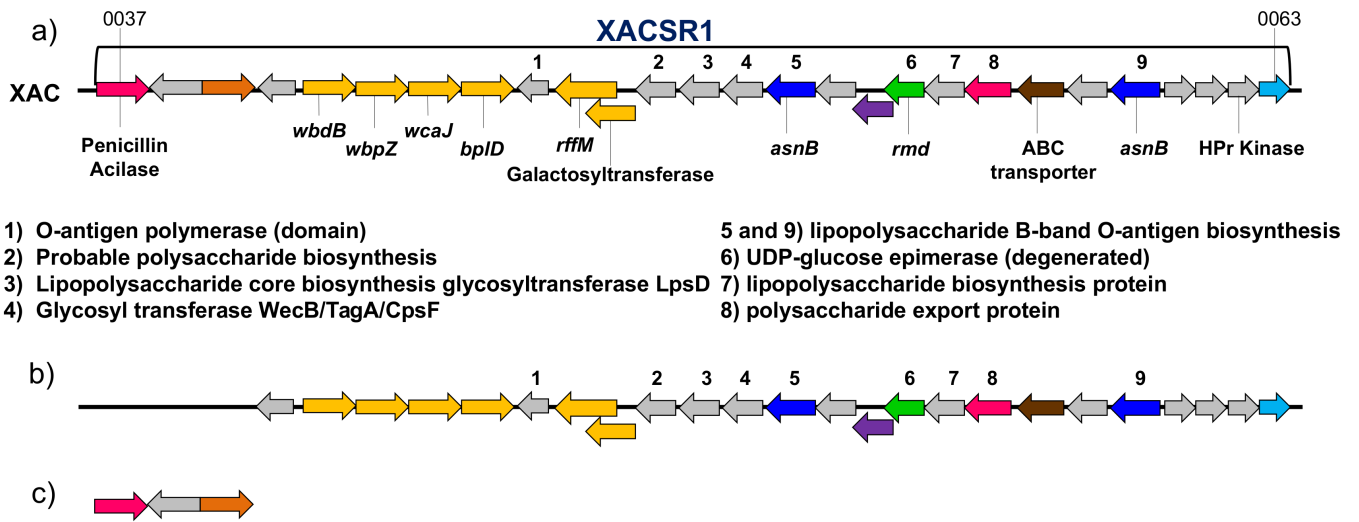 a)
0037
XACSR1
0063
XAC
1
2
3
4
5
6
7
8
9
Penicillin
Acilase
wbdB
wbpZ
wcaJ
bplD
rffM
Galactosyltransferase
asnB
rmd
ABC
transporter
asnB
HPr Kinase
1) O-antigen polymerase (domain)
2) Probable polysaccharide biosynthesis
3) Lipopolysaccharide core biosynthesis glycosyltransferase LpsD
4) Glycosyl transferase WecB/TagA/CpsF
5 and 9) lipopolysaccharide B-band O-antigen biosynthesis
6) UDP-glucose epimerase (degenerated)
7) lipopolysaccharide biosynthesis protein
8) polysaccharide export protein
b)
1
2
3
4
5
6
7
8
9
c)